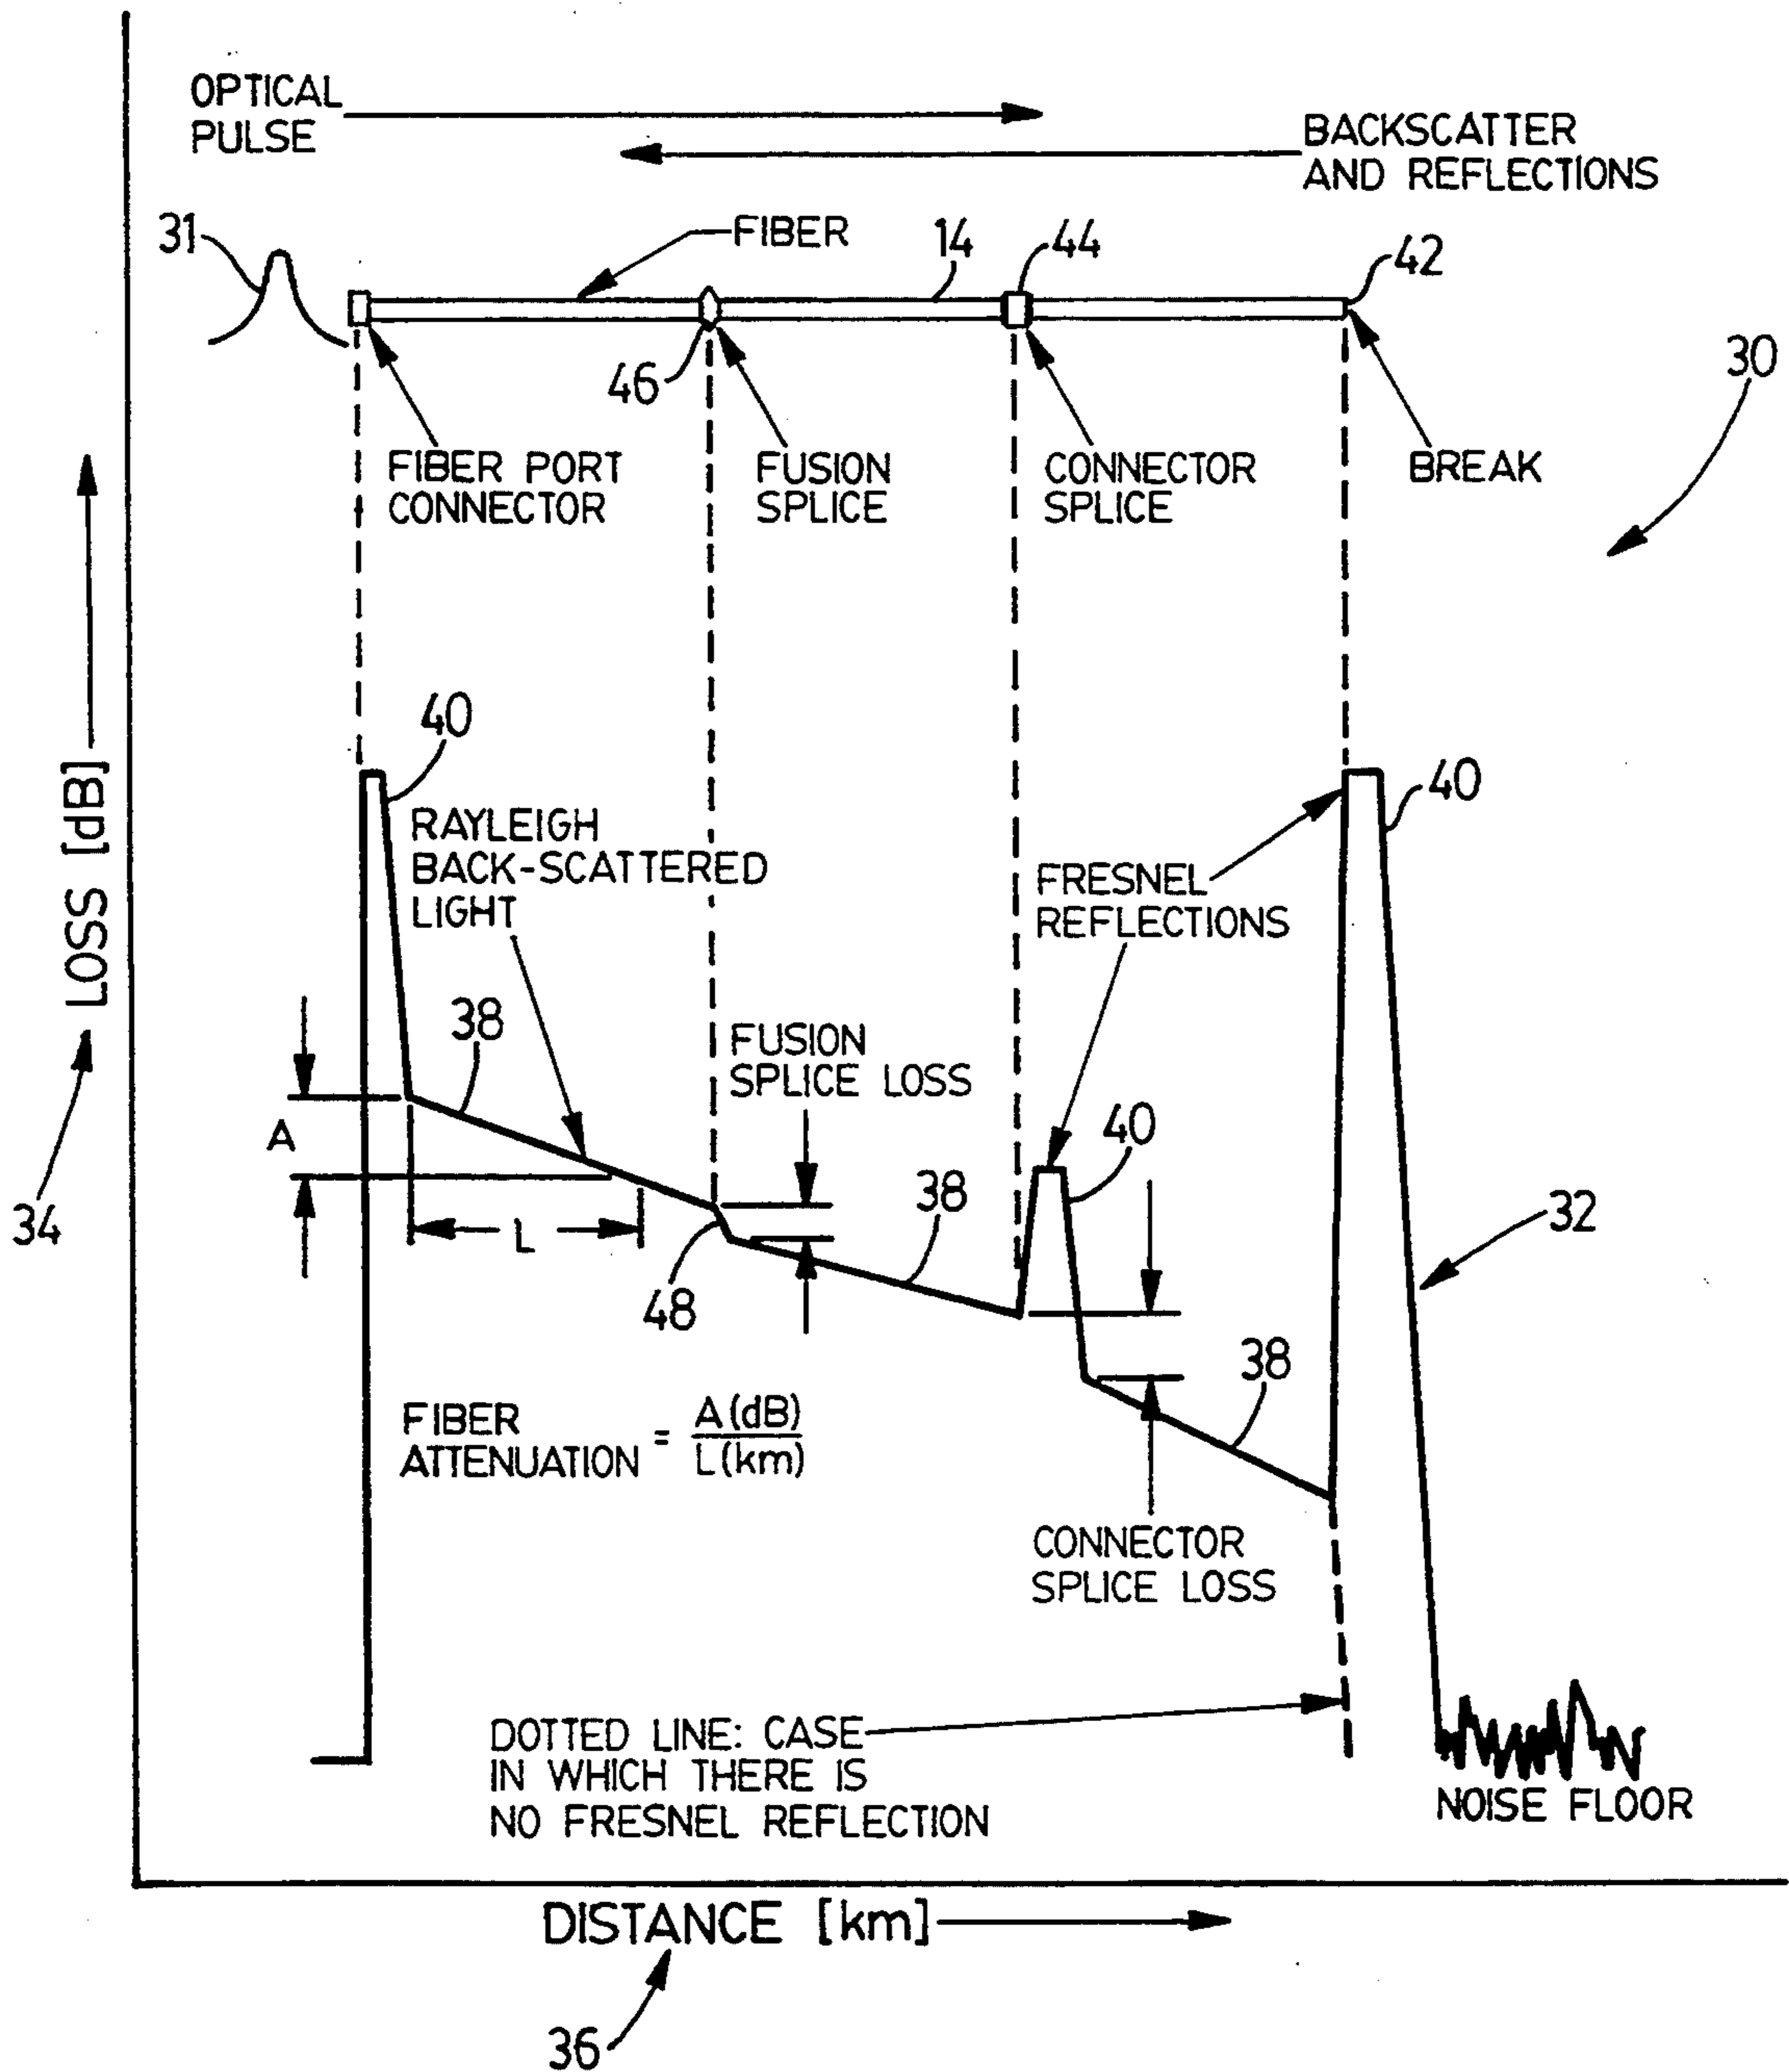 OPTICAL
PULSE
BACKSCATTER
AND REFLECTIONS
31
FIBER
14
44
42
46
30
FIBER PORT
CONNECTOR
FUSION
SPLICE
CONNECTOR
SPLICE
BREAK
LOSS [dB]
34
40
RAYLEIGH
BACK-SCATTERED
LIGHT
FRESNEL
REFLECTIONS
40
38
FUSION
SPLICE LOSS
A
L
48
38
40
32
38
FIBER
ATTENUATION = A(dB)
L(km)
CONNECTOR
SPLICE LOSS
DOTTED LINE: CASE
IN WHICH THERE IS
NO FRESNEL REFLECTION
NOISE FLOOR
DISTANCE [km]
36